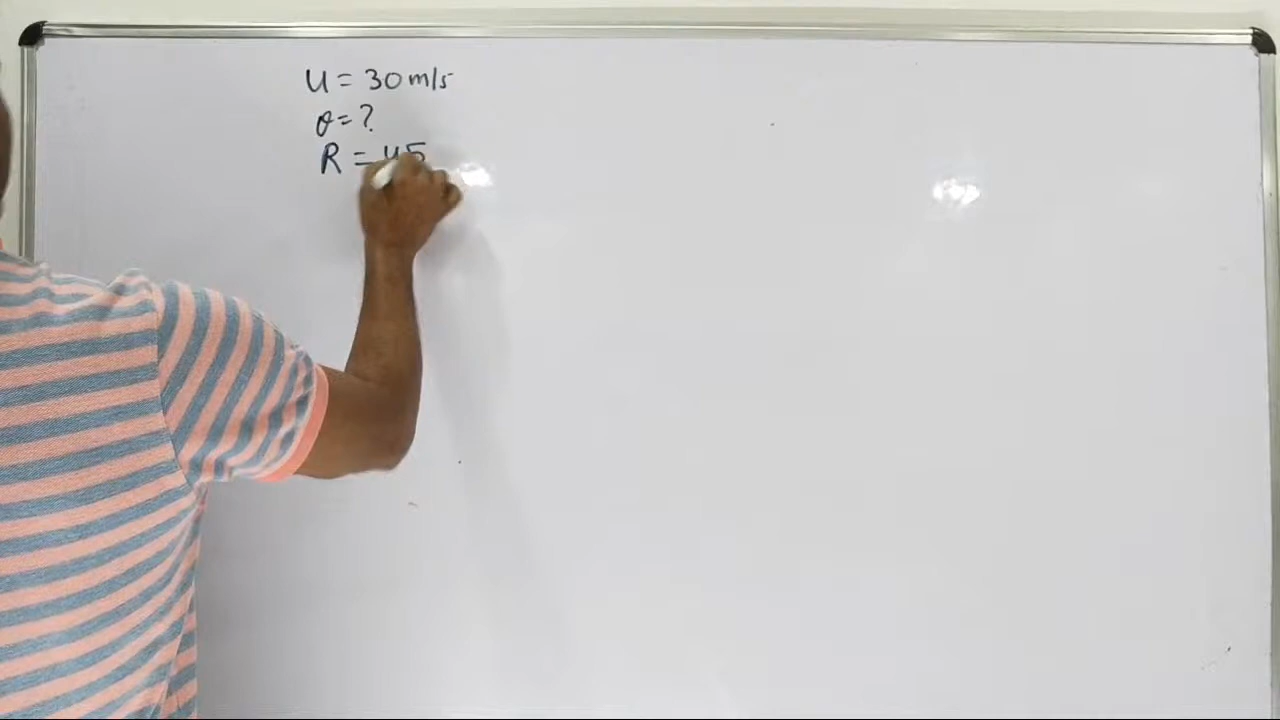 u = 30 m/s
θ = ?
R = 45